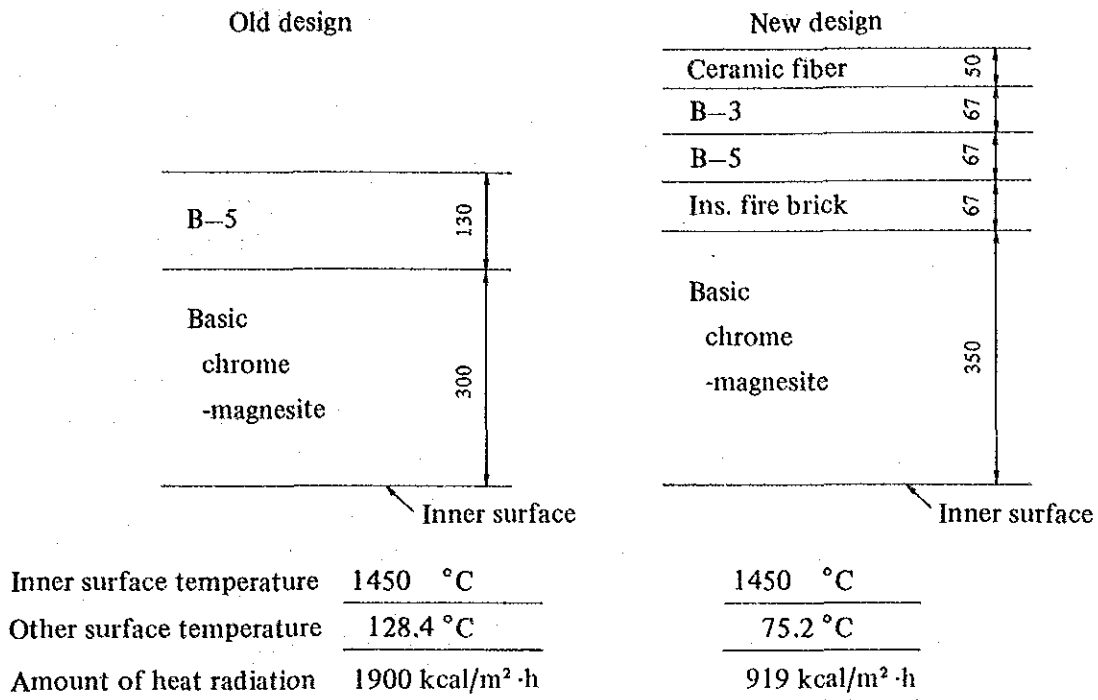 Old design
B—5
130
Basic
chrome
-magnesite
300
Inner surface
New design
Ceramic fiber
50
B—3
67
B—5
67
Ins. fire brick
67
Basic
chrome
-magnesite
350
Inner surface
Inner surface temperature 1450 °C 1450 °C
Other surface temperature 128.4 °C 75.2 °C
Amount of heat radiation 1900 kcal/m² ·h 919 kcal/m² ·h